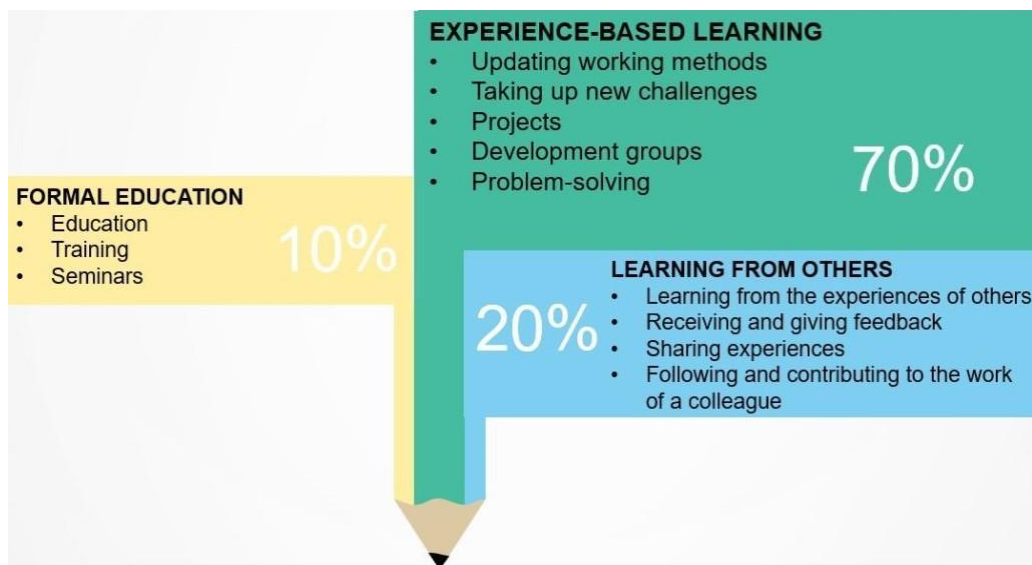 EXPERIENCE-BASED LEARNING
• Updating working methods
• Taking up new challenges
• Projects
• Development groups
• Problem-solving
70%
FORMAL EDUCATION
• Education
• Training
• Seminars
10%
LEARNING FROM OTHERS
• Learning from the experiences of others
• Receiving and giving feedback
• Sharing experiences
• Following and contributing to the work
of a colleague
20%